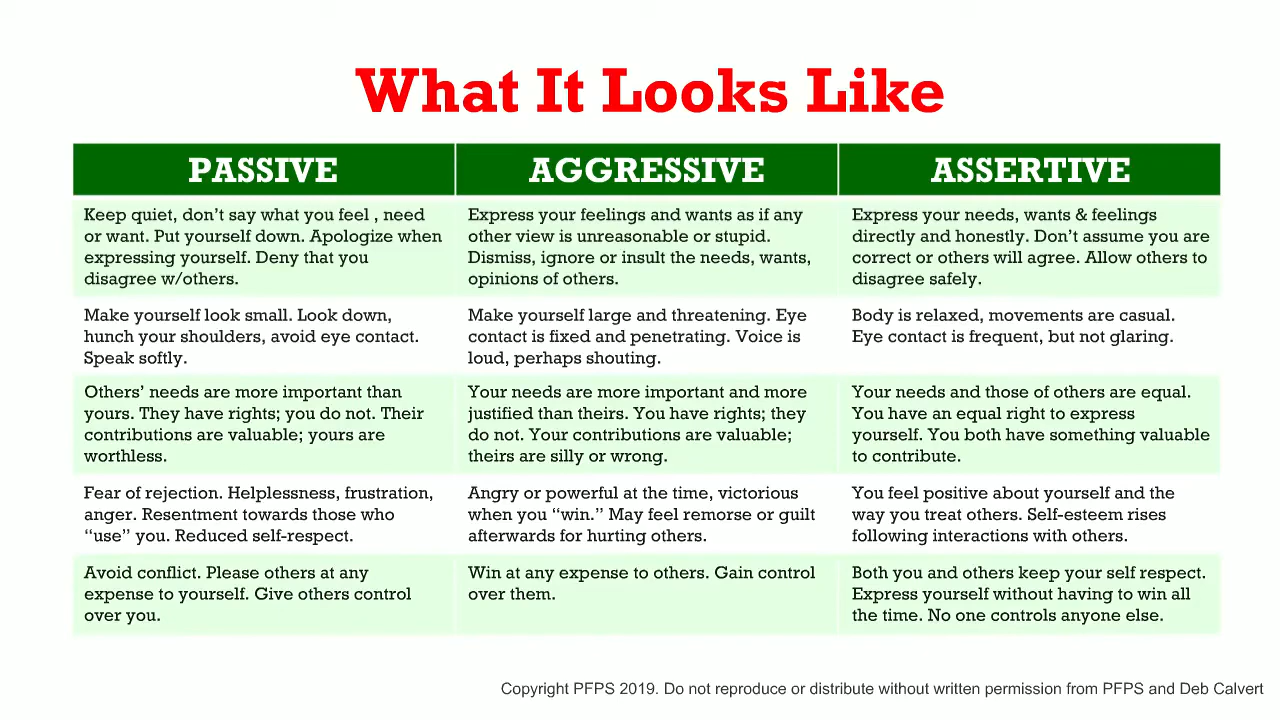 What It Looks Like
PASSIVE
AGGRESSIVE
ASSERTIVE
Keep quiet, don’t say what you feel , need
or want. Put yourself down. Apologize when
expressing yourself. Deny that you
disagree w/others.
Express your feelings and wants as if any
other view is unreasonable or stupid.
Dismiss, ignore or insult the needs, wants,
opinions of others.
Express your needs, wants & feelings
directly and honestly. Don’t assume you are
correct or others will agree. Allow others to
disagree safely.
Make yourself look small. Look down,
hunch your shoulders, avoid eye contact.
Speak softly.
Make yourself large and threatening. Eye
contact is fixed and penetrating. Voice is
loud, perhaps shouting.
Body is relaxed, movements are casual.
Eye contact is frequent, but not glaring.
Others’ needs are more important than
yours. They have rights; you do not. Their
contributions are valuable; yours are
worthless.
Your needs are more important and more
justified than theirs. You have rights; they
do not. Your contributions are valuable;
theirs are silly or wrong.
Your needs and those of others are equal.
You have an equal right to express
yourself. You both have something valuable
to contribute.
Fear of rejection. Helplessness, frustration,
anger. Resentment towards those who
“use” you. Reduced self-respect.
Angry or powerful at the time, victorious
when you “win.” May feel remorse or guilt
afterwards for hurting others.
You feel positive about yourself and the
way you treat others. Self-esteem rises
following interactions with others.
Avoid conflict. Please others at any
expense to yourself. Give others control
over you.
Win at any expense to others. Gain control
over them.
Both you and others keep your self respect.
Express yourself without having to win all
the time. No one controls anyone else.
Copyright PFPS 2019. Do not reproduce or distribute without written permission from PFPS and Deb Calvert